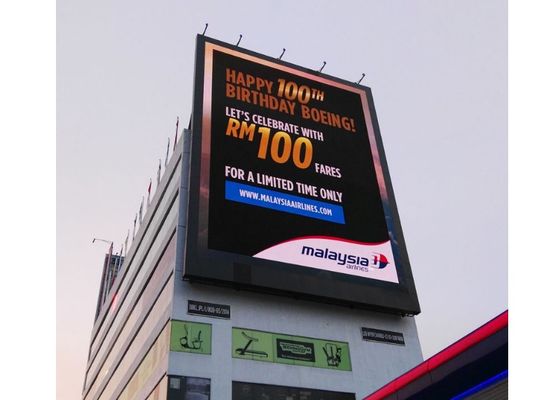 HAPPY 100TH
BIRTHDAY BOEING!
LET'S CELEBRATE WITH
RM100 FARES
FOR A LIMITED TIME ONLY
WWW.MALAYSIAAIRLINES.COM
malaysia
airlines